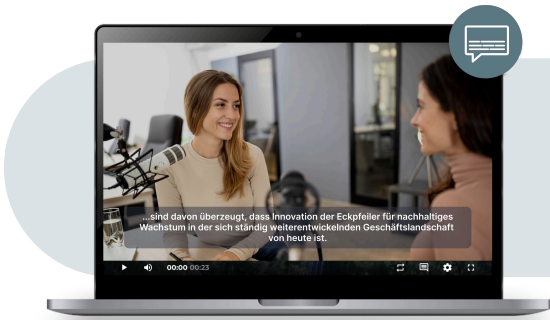 ...sind davon überzeugt, dass Innovation der Eckpfeiler für nachhaltiges
Wachstum in der sich ständig weiterentwickelnden Geschäftslandschaft
von heute ist.
00:00 00:23